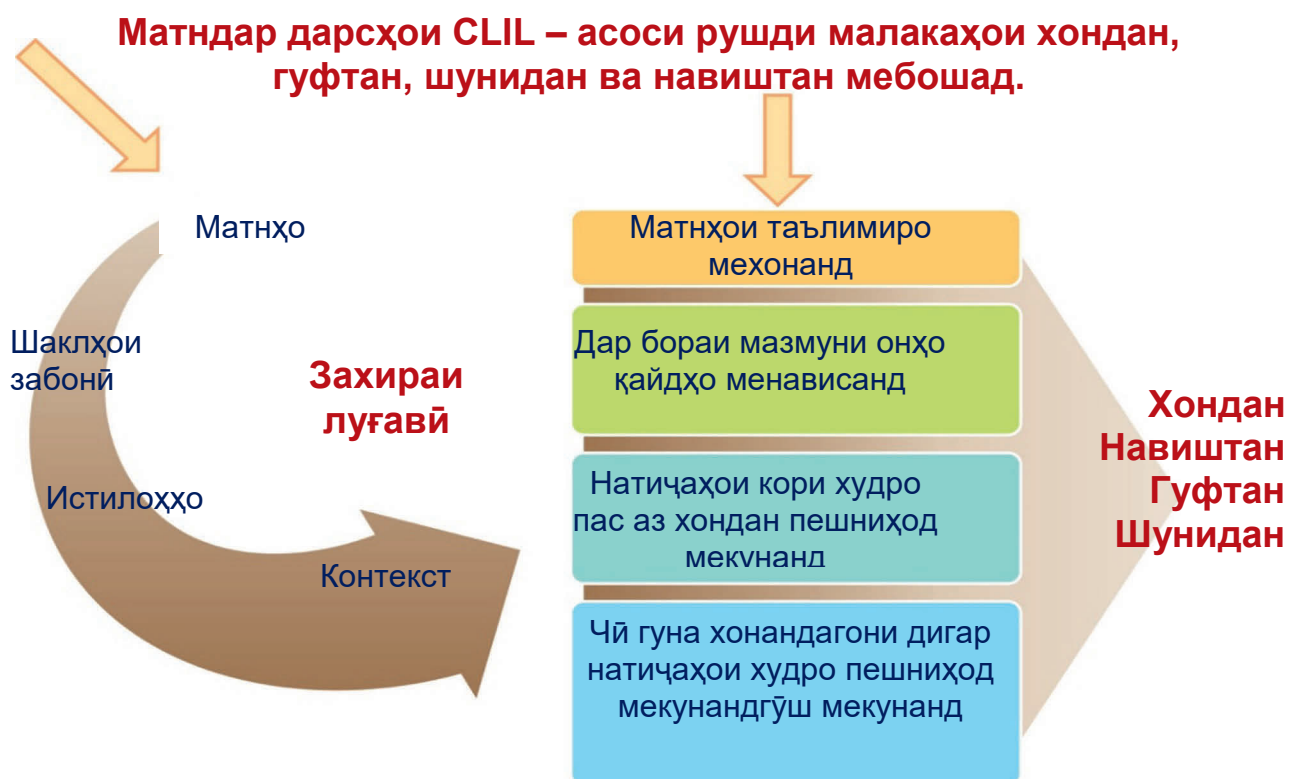 Матндар дарсҳои CLIL – асоси рушди малакаҳои хондан,
гуфтан, шунидан ва навиштан мебошад.
Матнҳо
Шаклҳои
забонӣ
Захираи
луғавӣ
Истилоҳҳо
Контекст
Матнҳои таълимиро
мехонанд
Дар бораи мазмуни онҳо
қайдҳо менависанд
Натиҷаҳои кори худро
пас аз хондан пешниҳод
мекунанд
Чӣ гуна хонандагони дигар
натиҷаҳои худро пешниҳод
мекунандгӯш мекунанд
Хондан
Навиштан
Гуфтан
Шунидан